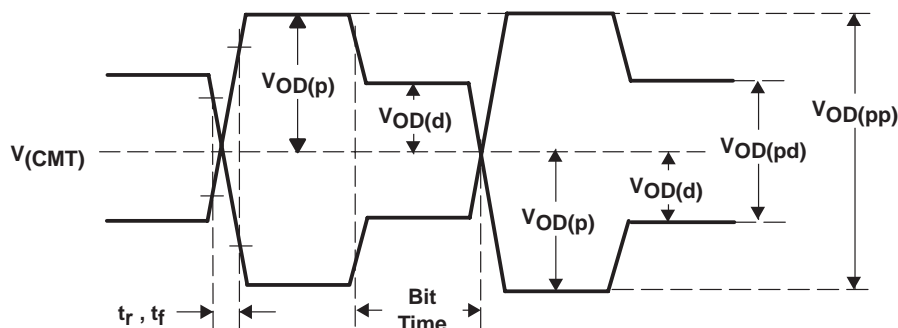 V(CMT)
VOD(p)
VOD(d)
VOD(p)
VOD(d)
VOD(pd)
VOD(pp)
tr , tf
Bit
Time